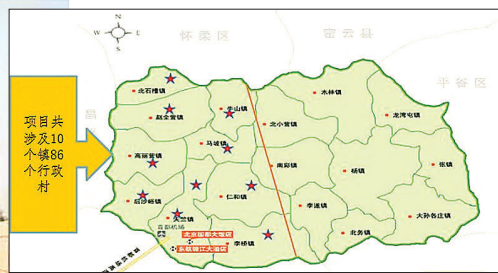 怀柔区
密云县
平谷区
昌
N
W
E
S
项目共
涉及10
个镇86
个行政
村
北石槽镇
木林镇
赵全营镇
牛山镇
龙湾屯镇
北小营镇
马坡镇
高丽营镇
南彩镇
杨镇
张镇
后沙峪镇
仁和镇
李遂镇
大孙各庄镇
天竺镇
首都机场
北务镇
李桥镇